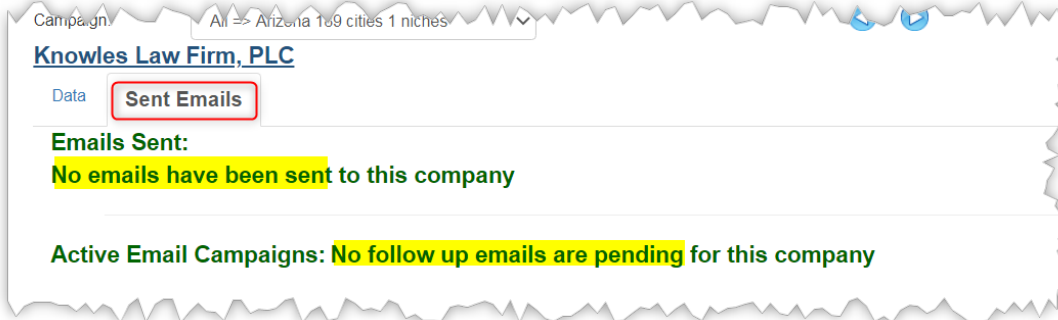 Campaign:
All => Arizona 189 cities 1 niches
Knowles Law Firm, PLC
Data
Sent Emails
Emails Sent:
No emails have been sent to this company
Active Email Campaigns: No follow up emails are pending for this company